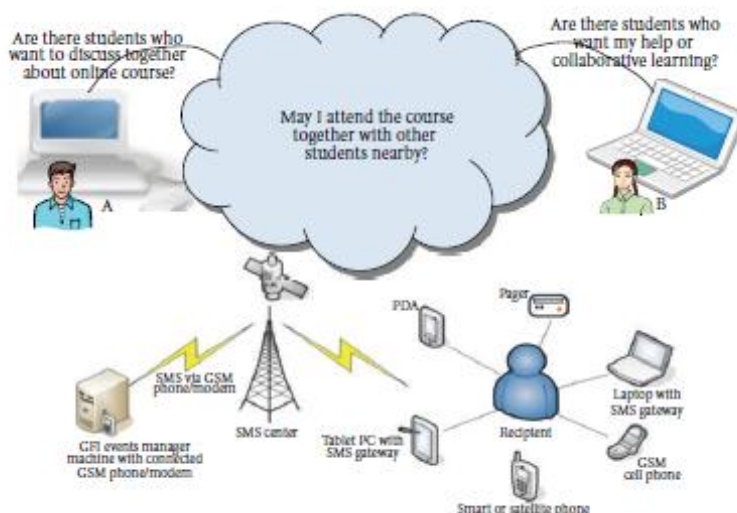 Are there students who
want to discuss together
about online course?
Are there students who
want my help or
collaborative learning?
May I attend the course
together with other
students nearby?
A
B
PDA
Pager
SMS via GSM
phone/modem
SMS center
Laptop with
SMS gateway
GFI events manager
machine with connected
GSM phone/modem
Tablet PC with
SMS gateway
Recipient
GSM
cell phone
Smart or satellite phone